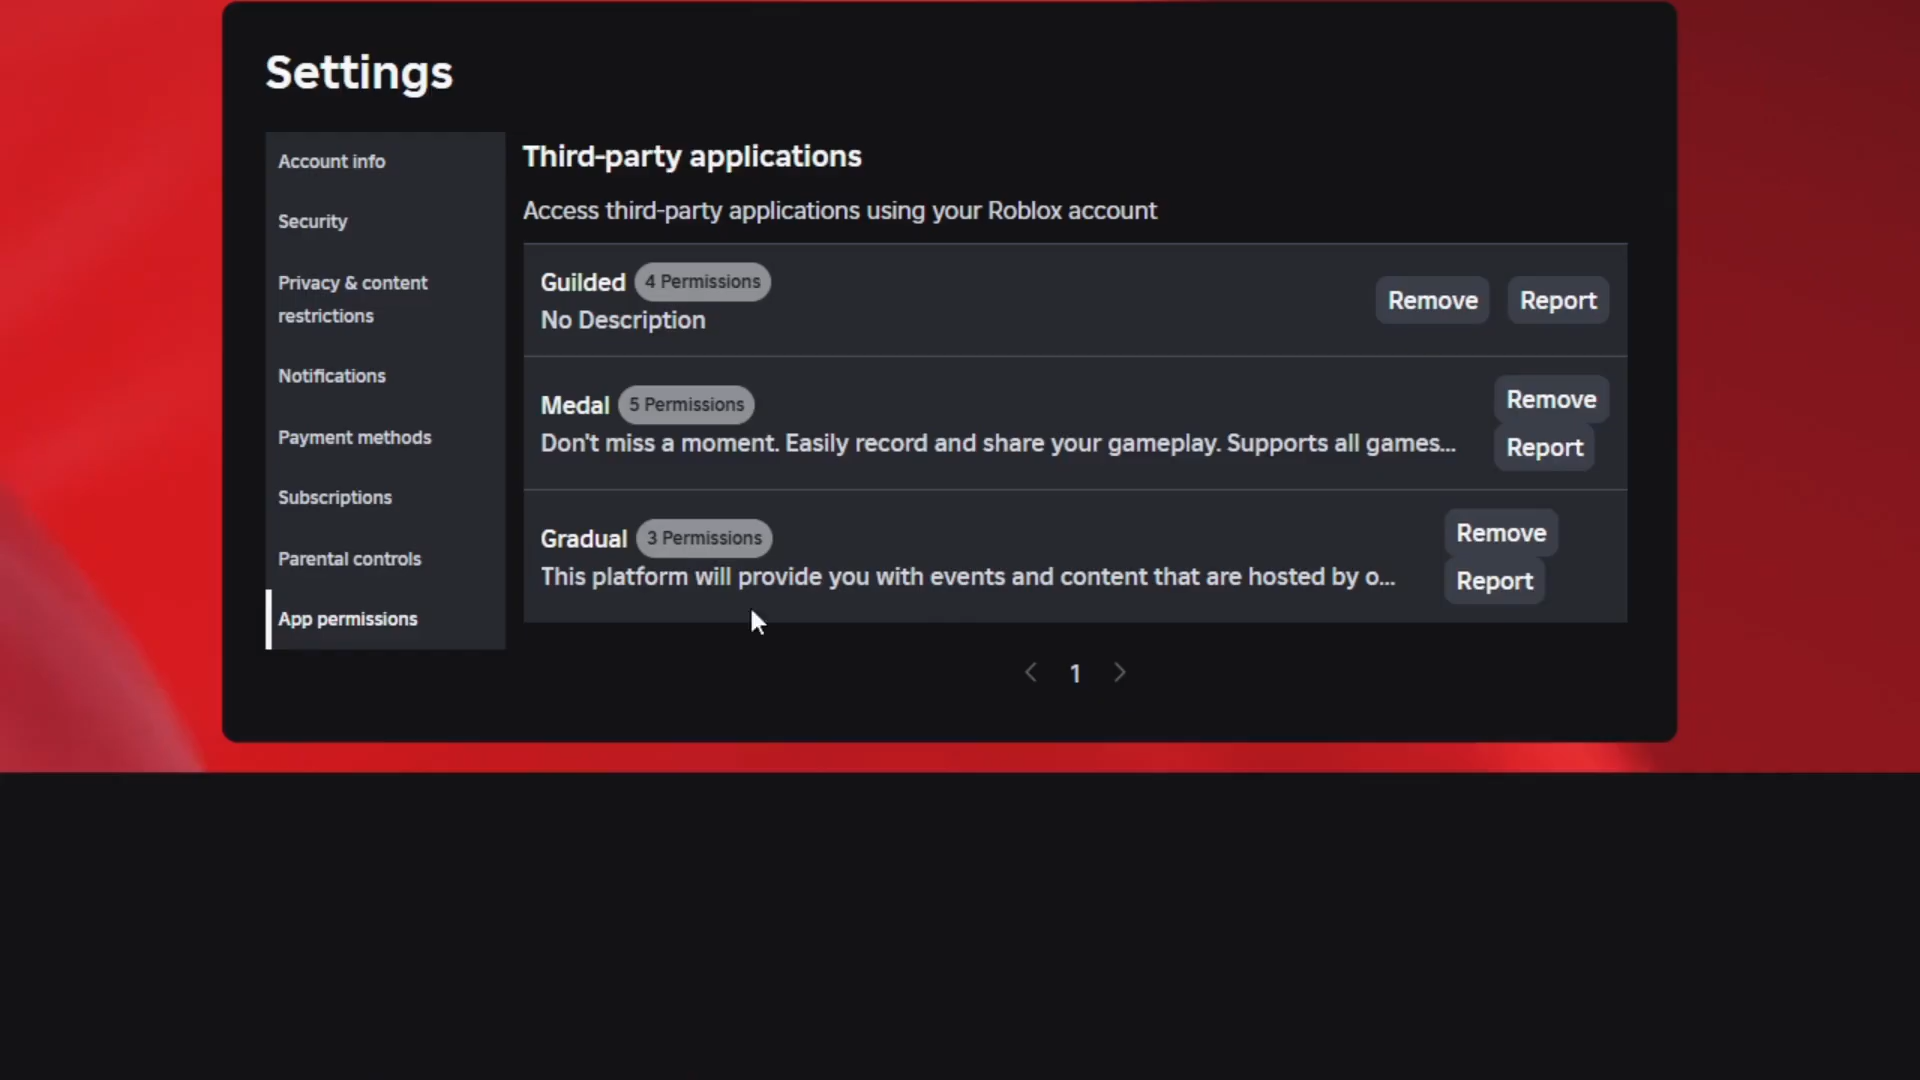 Settings
Account info
Security
Privacy & content
restrictions
Notifications
Payment methods
Subscriptions
Parental controls
App permissions
Third-party applications
Access third-party applications using your Roblox account
Guilded 4 Permissions
No Description
Remove Report
Medal 5 Permissions
Don't miss a moment. Easily record and share your gameplay. Supports all games...
Remove
Report
Gradual 3 Permissions
This platform will provide you with events and content that are hosted by o...
Remove
Report
1